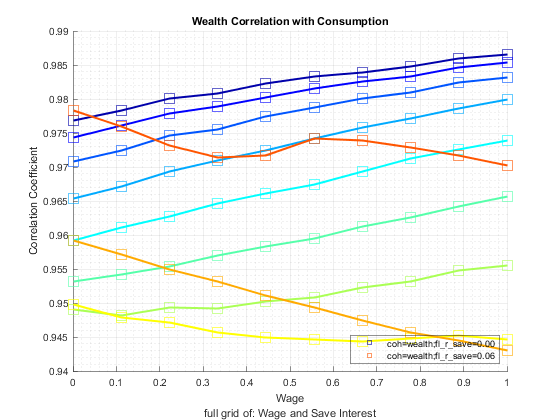 Wealth Correlation with Consumption
0.99
0.985
0.98
0.975
0.97
0.965
0.96
0.955
0.95
0.945
0.94
Correlation Coefficient
0 0.1 0.2 0.3 0.4 0.5 0.6 0.7 0.8 0.9 1
Wage
full grid of: Wage and Save Interest
coh=wealth;fl_r_save=0.00
coh=wealth;fl_r_save=0.06